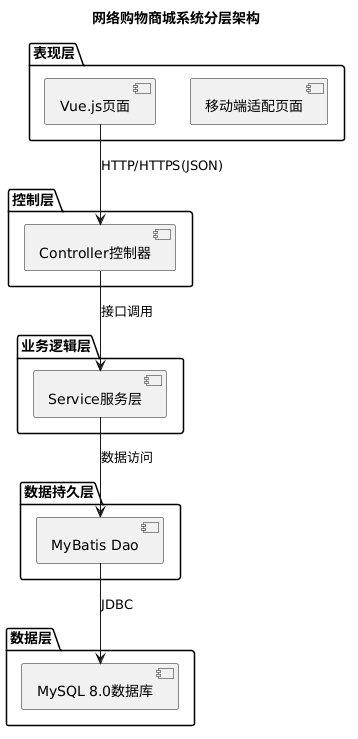 网络购物商城系统分层架构
表现层
Vue.js页面
移动端适配页面
HTTP/HTTPS(JSON)
控制层
Controller控制器
接口调用
业务逻辑层
Service服务层
数据访问
数据持久层
MyBatis Dao
JDBC
数据层
MySQL 8.0数据库